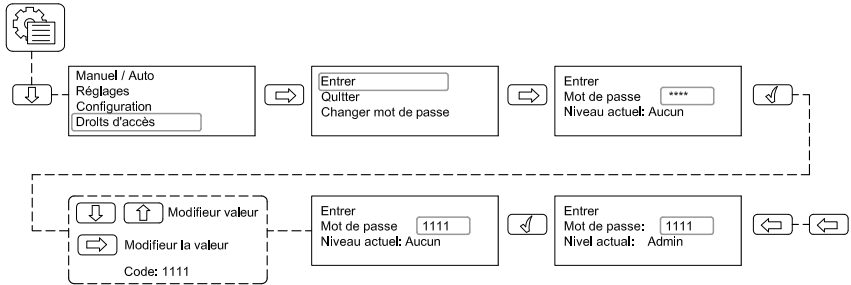 Manuel / Auto
Réglages
Configuration
Droits d'accès
Entrer
Quitter
Changer mot de passe
Entrer
Mot de passe ****
Niveau actuel: Aucun
Modifieur valeur
Modifieur la valeur
Code: 1111
Entrer
Mot de passe 1111
Niveau actuel: Aucun
Entrer
Mot de passe: 1111
Nivel actual: Admin